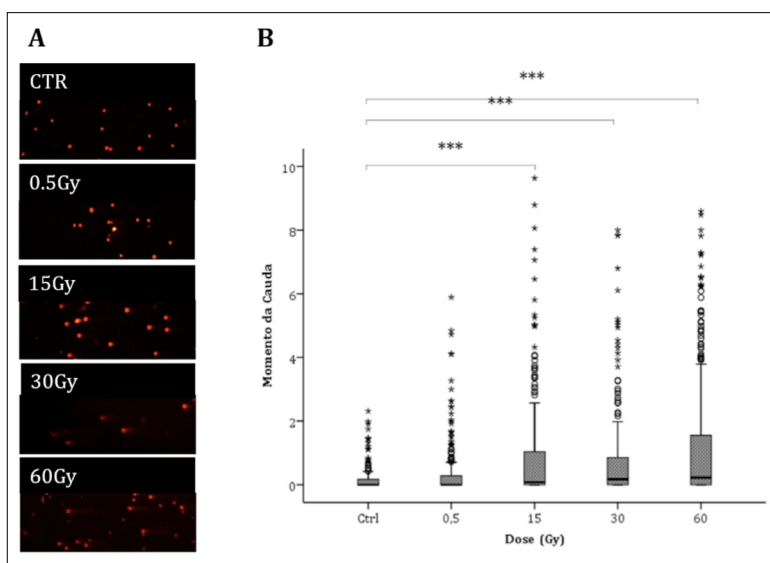 A
B
CTR
0.5Gy
15Gy
30Gy
60Gy
***
***
***
Momento da Cauda
10
8
6
4
2
0
Ctrl
0,5
15
30
60
Dose (Gy)